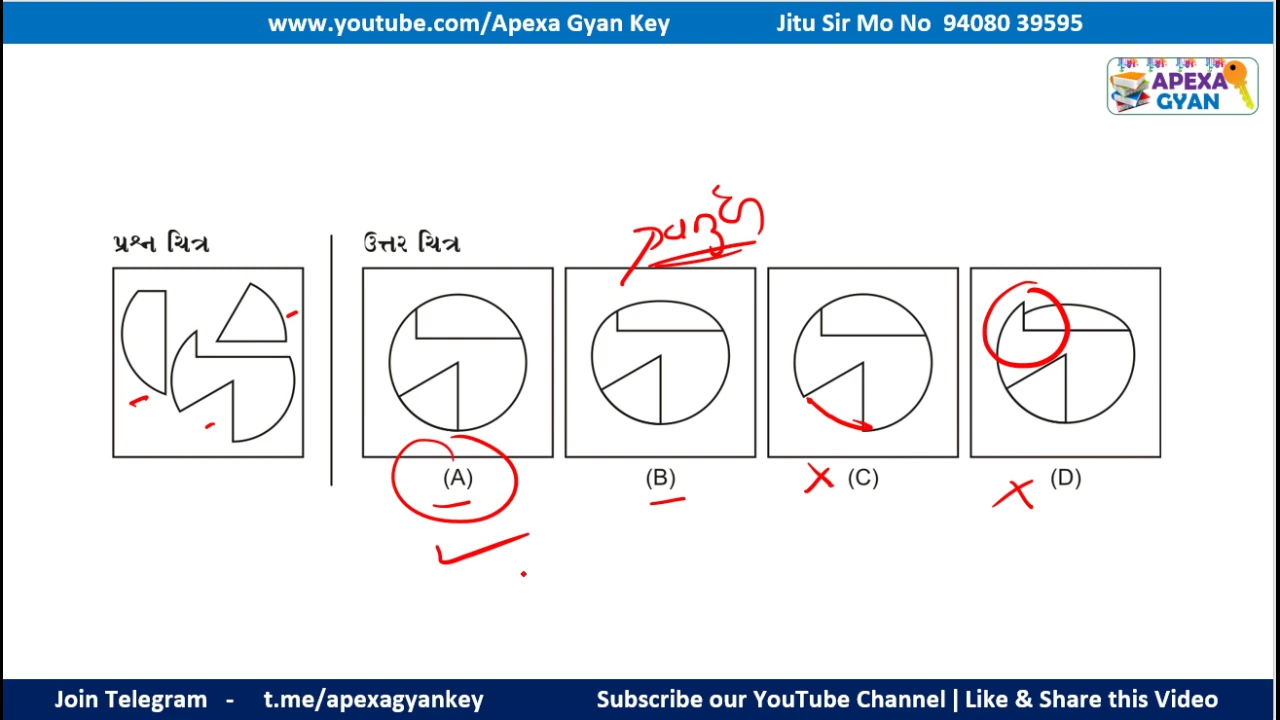 www.youtube.com/Apexa Gyan Key Jitu Sir Mo No 94080 39595
APEXA
GYAN
પ્રશ્ન ચિત્ર ઉત્તર ચિત્ર
(A) (B) (C) (D)
Join Telegram - t.me/apexagyankey Subscribe our YouTube Channel | Like & Share this Video